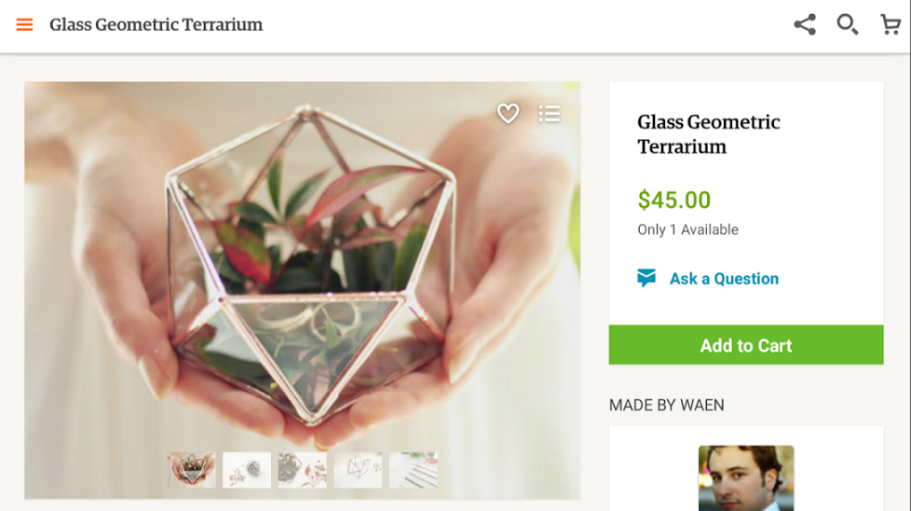 Glass Geometric Terrarium
Glass Geometric
Terrarium
$45.00
Only 1 Available
Ask a Question
Add to Cart
MADE BY WAEN